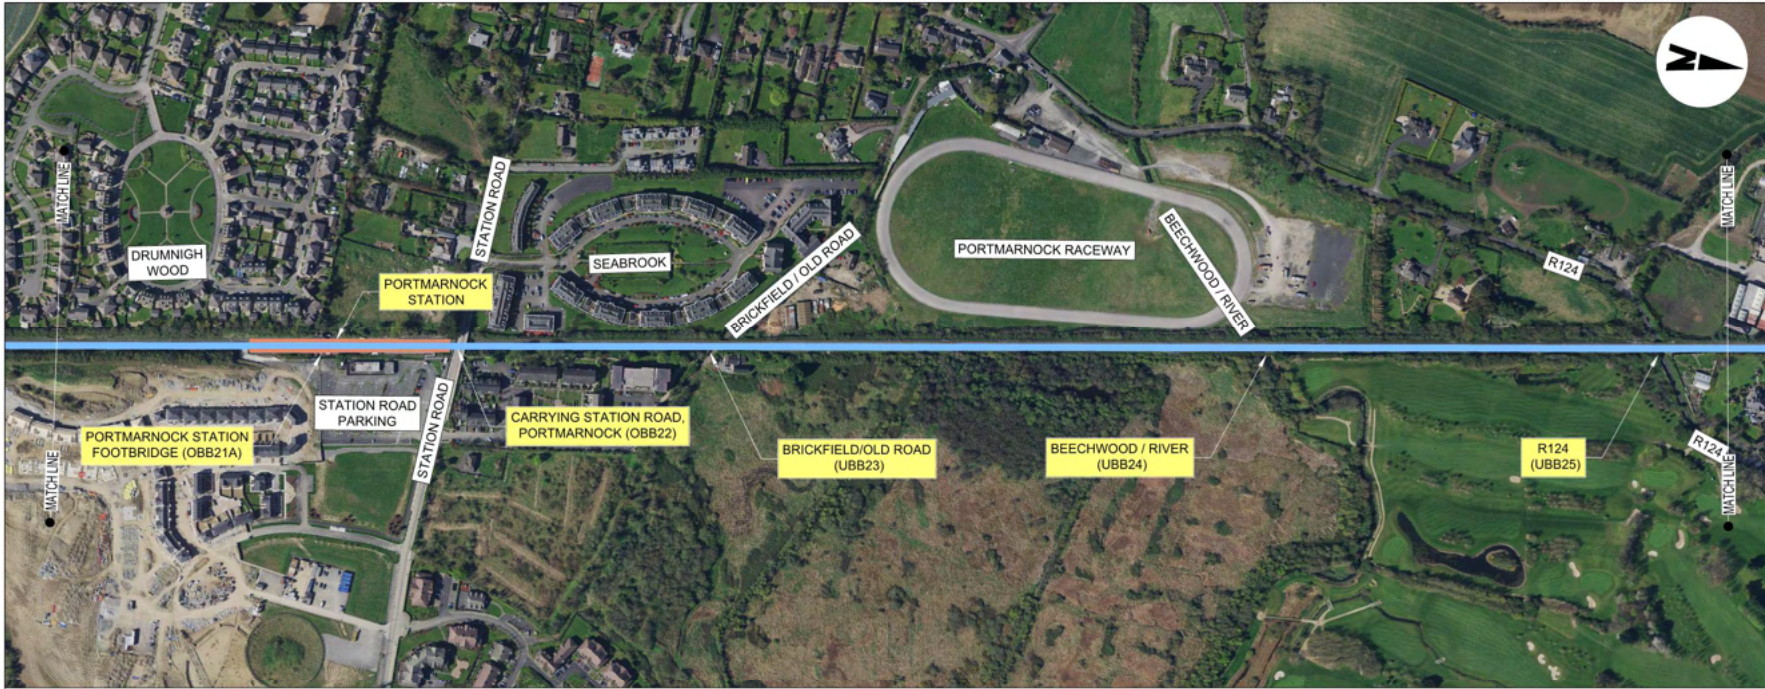 N
MATCH LINE
DRUMNIGH
WOOD
STATION ROAD
PORTMARNOCK
STATION
SEABROOK
BRICKFIELD / OLD ROAD
PORTMARNOCK RACEWAY
BEECHWOOD / RIVER
R124
MATCH LINE
STATION ROAD
PARKING
STATION ROAD
PORTMARNOCK STATION
FOOTBRIDGE (OBB21A)
MATCH LINE
CARRYING STATION ROAD,
PORTMARNOCK (OBB22)
BRICKFIELD/OLD ROAD
(UBB23)
BEECHWOOD / RIVER
(UBB24)
R124
(UBB25)
R124
MATCH LINE